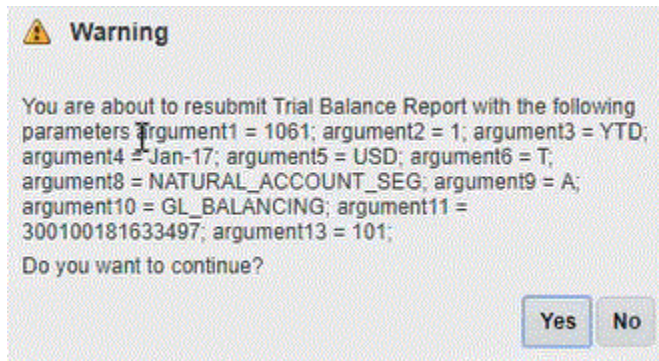 Warning
You are about to resubmit Trial Balance Report with the following
parameters argument1 = 1061; argument2 = 1; argument3 = YTD;
argument4 = Jan-17; argument5 = USD; argument6 = T;
argument8 = NATURAL_ACCOUNT_SEG; argument9 = A;
argument10 = GL_BALANCING; argument11 =
300100181633497; argument13 = 101;
Do you want to continue?
Yes No